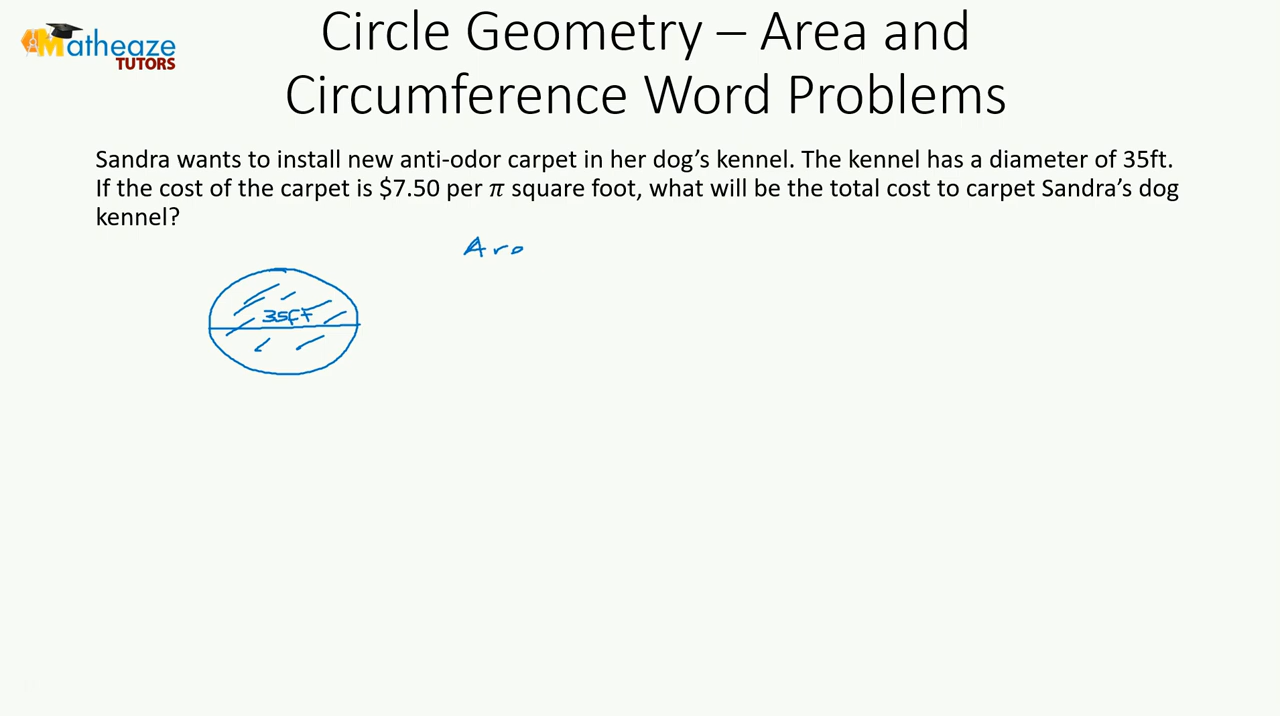 Matheaze
TUTORS
Circle Geometry – Area and
Circumference Word Problems
Sandra wants to install new anti-odor carpet in her dog’s kennel. The kennel has a diameter of 35ft.
If the cost of the carpet is $7.50 per 𝜋 square foot, what will be the total cost to carpet Sandra’s dog
kennel?
Are
35ft